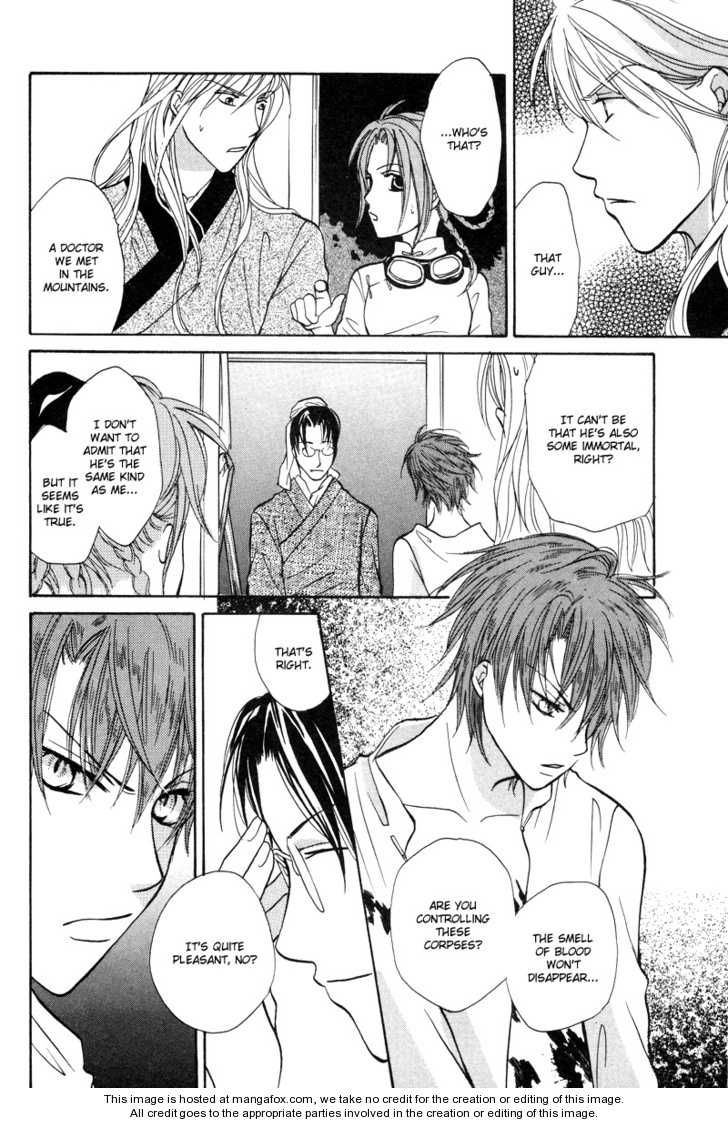 THAT
GUY...
...WHO'S
THAT?
A DOCTOR
WE MET
IN THE
MOUNTAINS.
IT CAN'T BE
THAT HE'S ALSO
SOME IMMORTAL,
RIGHT?
I DON'T
WANT TO
ADMIT THAT
HE'S THE
SAME KIND
AS ME...
BUT IT
SEEMS
LIKE IT'S
TRUE.
THE SMELL
OF BLOOD
WON'T
DISAPPEAR...
ARE YOU
CONTROLLING
THESE
CORPSES?
THAT'S
RIGHT.
IT'S QUITE
PLEASANT, NO?
This image is hosted at mangafox.com, we take no credit for the creation or editing of this image.
All credit goes to the appropriate parties involved in the creation or editing of this image.